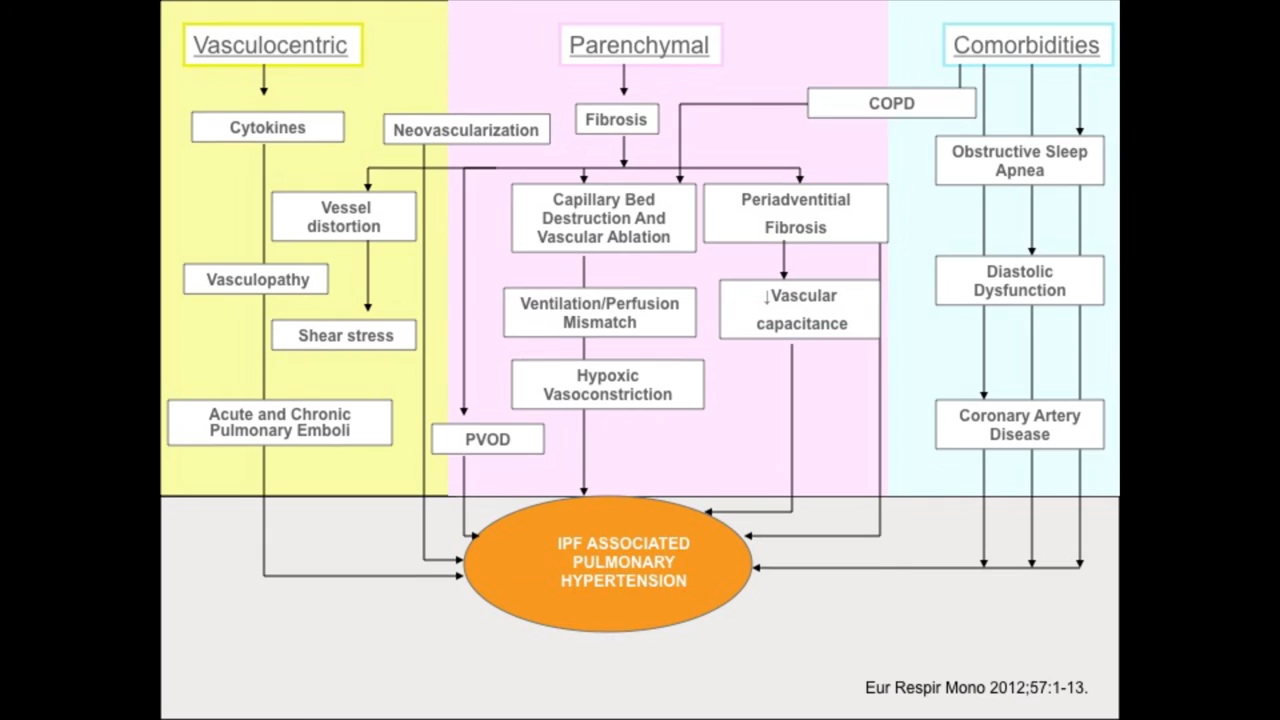 Vasculocentric
Parenchymal
Comorbidities
COPD
Cytokines
Neovascularization
Fibrosis
Obstructive Sleep
Apnea
Vessel
distortion
Capillary Bed
Destruction And
Vascular Ablation
Periadventitial
Fibrosis
Vasculopathy
Diastolic
Dysfunction
Ventilation/Perfusion
Mismatch
↓Vascular
capacitance
Shear stress
Hypoxic
Vasoconstriction
Acute and Chronic
Pulmonary Emboli
Coronary Artery
Disease
PVOD
IPF ASSOCIATED
PULMONARY
HYPERTENSION
Eur Respir Mono 2012;57:1-13.